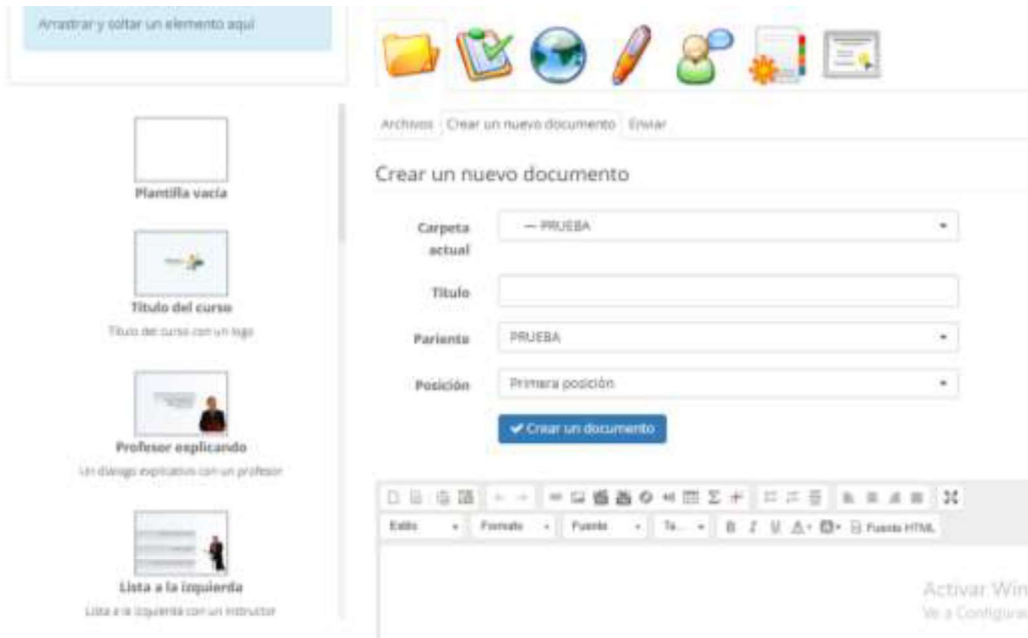 Arrastrar y soltar un elemento aquí
Plantilla vacía
Título del curso
Título del curso con un logo
Profesor explicando
Un diálogo explicativo con un profesor
Lista a la izquierda
Lista a la izquierda con un instructor
Archivos Crear un nuevo documento Enviar
Crear un nuevo documento
Carpeta
actual
— PRUEBA
Título
Pariente PRUEBA
Posición Primera posición
Crear un documento
Estilo Formato Fuente Ta... B I U A Fuente HTML
Activar Win
Ve a Configurac